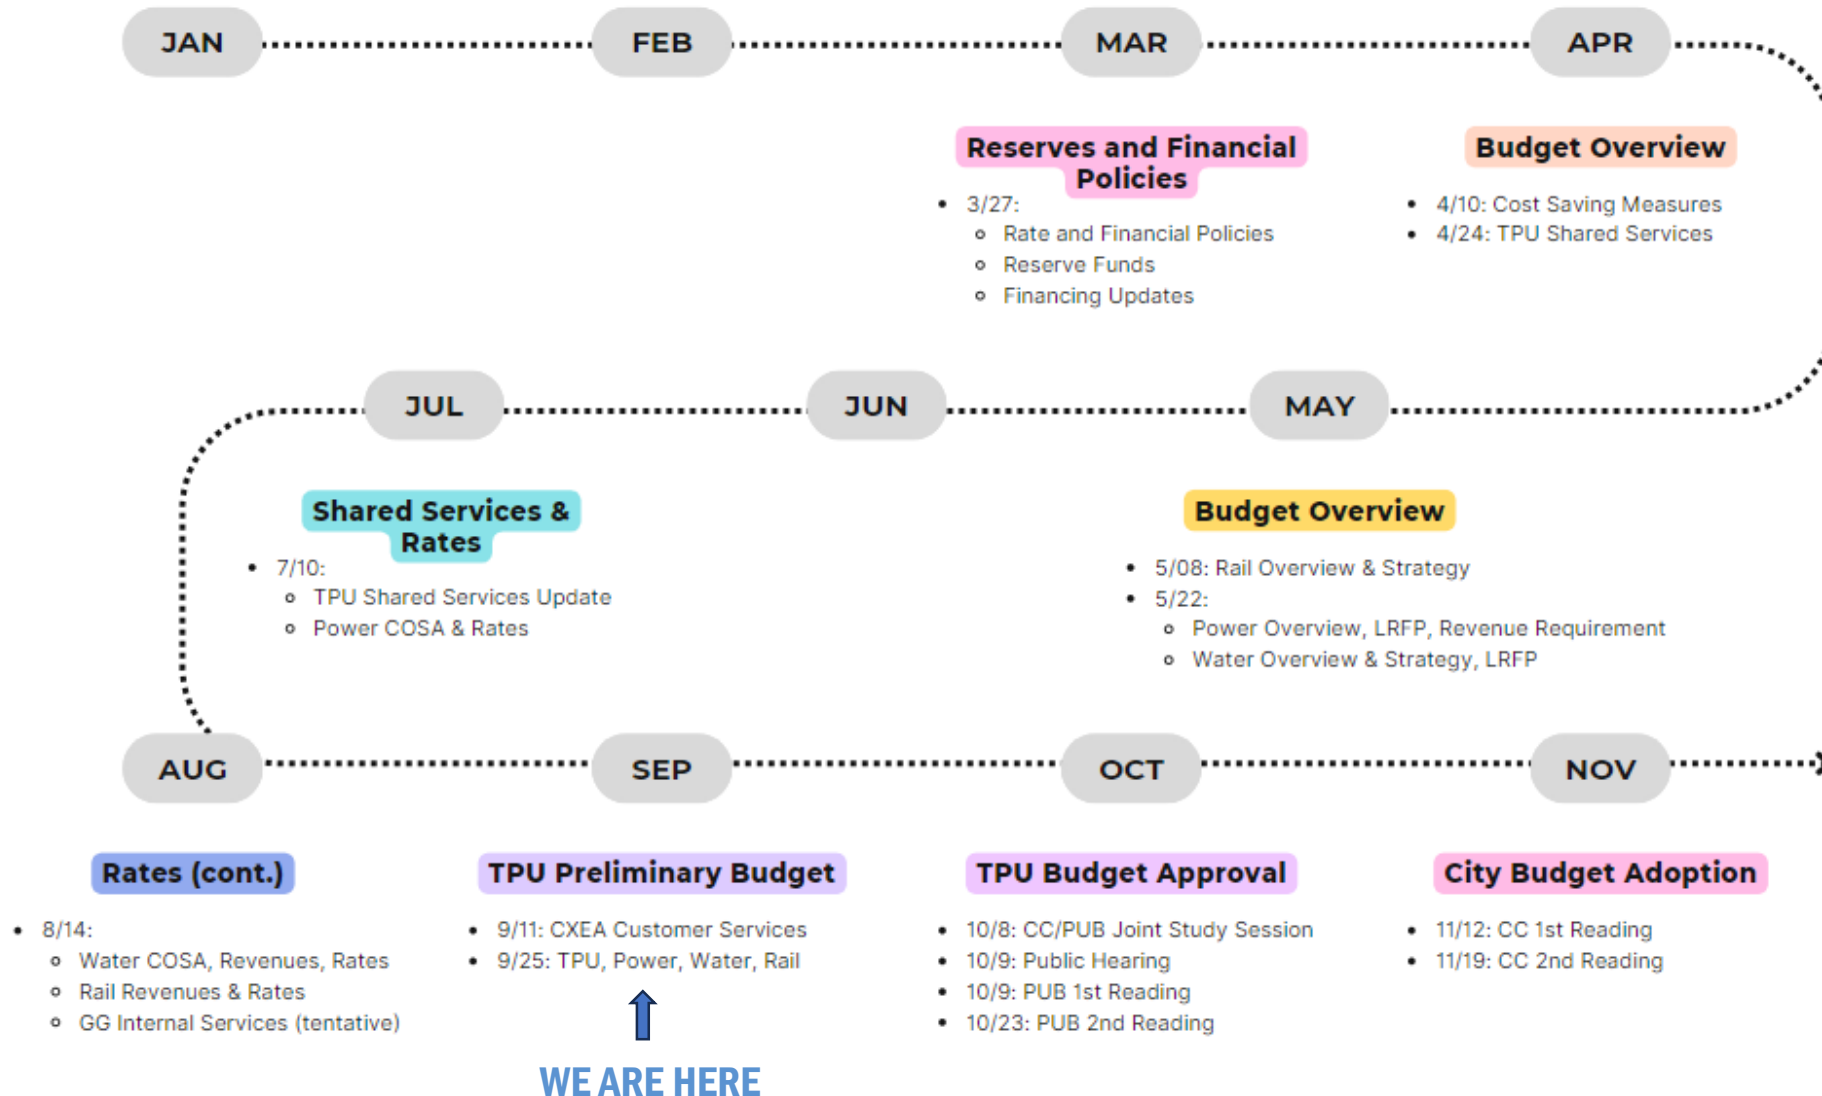 JAN
FEB
MAR
APR
Reserves and Financial
Policies
• 3/27:
o Rate and Financial Policies
o Reserve Funds
o Financing Updates
Budget Overview
• 4/10: Cost Saving Measures
• 4/24: TPU Shared Services
JUL
JUN
MAY
Shared Services &
Rates
• 7/10:
o TPU Shared Services Update
o Power COSA & Rates
Budget Overview
• 5/08: Rail Overview & Strategy
• 5/22:
o Power Overview, LRFP, Revenue Requirement
o Water Overview & Strategy, LRFP
AUG
SEP
OCT
NOV
Rates (cont.)
• 8/14:
o Water COSA, Revenues, Rates
o Rail Revenues & Rates
o GG Internal Services (tentative)
TPU Preliminary Budget
• 9/11: CXEA Customer Services
• 9/25: TPU, Power, Water, Rail
WE ARE HERE
TPU Budget Approval
• 10/8: CC/PUB Joint Study Session
• 10/9: Public Hearing
• 10/9: PUB 1st Reading
• 10/23: PUB 2nd Reading
City Budget Adoption
• 11/12: CC 1st Reading
• 11/19: CC 2nd Reading